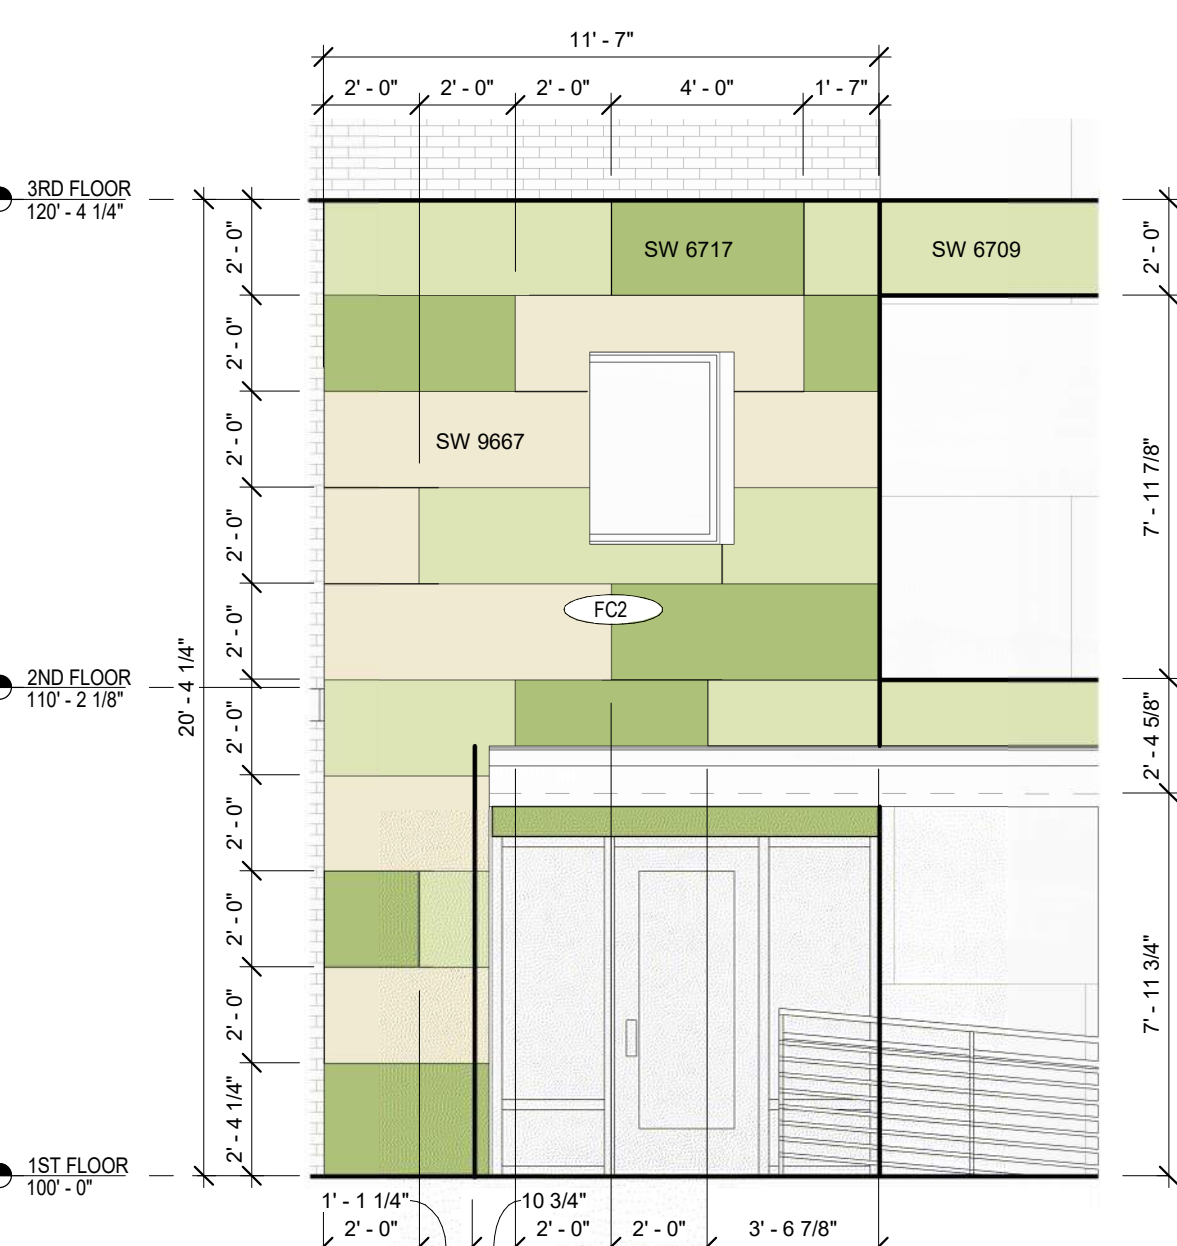 11' - 7"
2' - 0" 2' - 0" 2' - 0" 4' - 0" 1' - 7"
3RD FLOOR
120' - 4 1/4"
2' - 0"
SW 6717
SW 6709
2' - 0"
2' - 0"
2' - 0"
SW 9667
7' - 11 7/8"
2' - 0"
2' - 0"
FC2
20' - 4 1/4"
2ND FLOOR
110' - 2 1/8"
2' - 0"
2' - 4 5/8"
2' - 0"
2' - 0"
2' - 0"
7' - 11 3/4"
2' - 4 1/4"
1ST FLOOR
100' - 0"
1' - 1 1/4" 10 3/4"
2' - 0" 2' - 0" 2' - 0" 3' - 6 7/8"